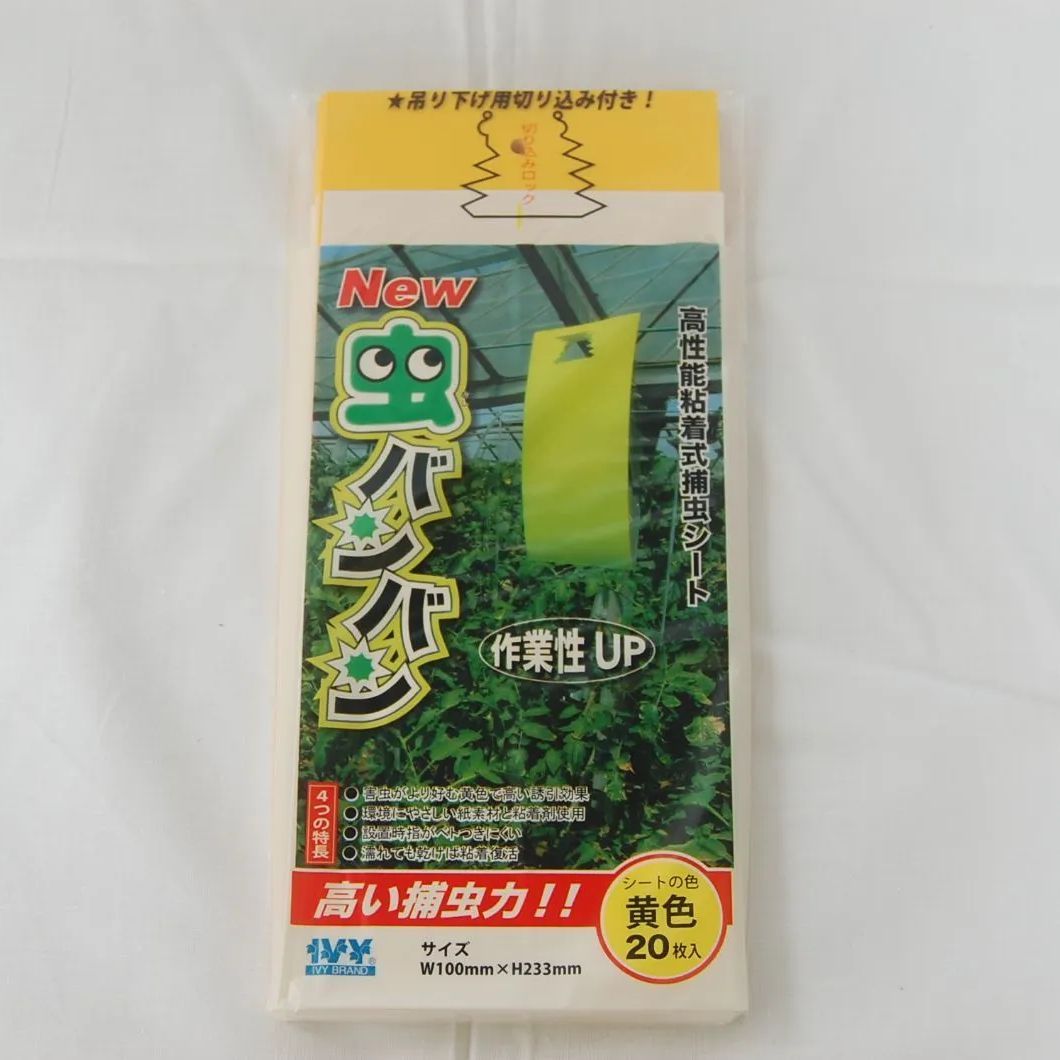 ★吊り下げ用切り込み付き！
切り込みロック
New
虫バンバン
高性能粘着式捕虫シート
作業性 UP
4つの特長
● 害虫がより好む黄色で高い誘引効果
● 環境にやさしい紙素材と粘着剤使用
● 設置時指がベトつきにくい
● 濡れても乾けば粘着復活
高い捕虫力！！
シートの色
黄色
20枚入
IVY®
IVY BRAND
サイズ
W100mm×H233mm